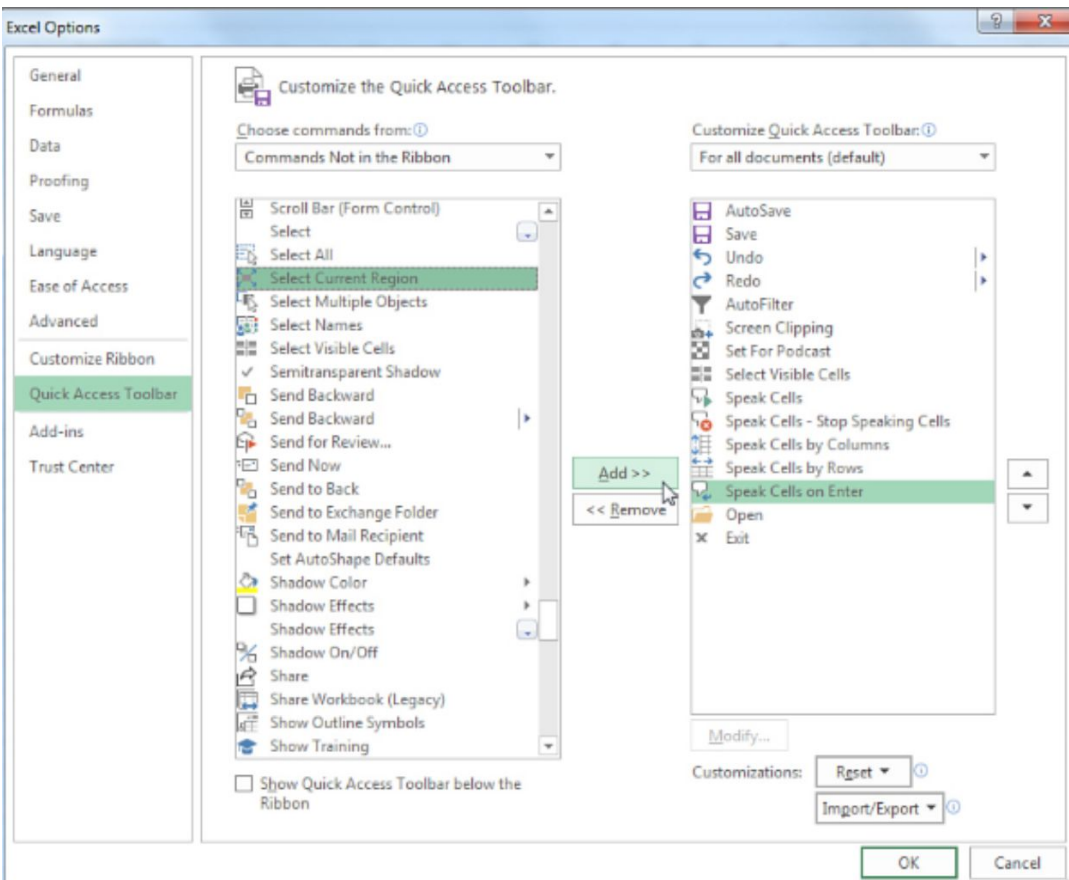 Excel Options
General
Formulas
Data
Proofing
Save
Language
Ease of Access
Advanced
Customize Ribbon
Quick Access Toolbar
Add-ins
Trust Center
Customize the Quick Access Toolbar.
Choose commands from:
Commands Not in the Ribbon
Scroll Bar (Form Control)
Select
Select All
Select Current Region
Select Multiple Objects
Select Names
Select Visible Cells
Semitransparent Shadow
Send Backward
Send Backward
Send for Review...
Send Now
Send to Back
Send to Exchange Folder
Send to Mail Recipient
Set AutoShape Defaults
Shadow Color
Shadow Effects
Shadow Effects
Shadow On/Off
Share
Share Workbook (Legacy)
Show Outline Symbols
Show Training
Show Quick Access Toolbar below the
Ribbon
Add >>
<< Remove
Customize Quick Access Toolbar:
For all documents (default)
AutoSave
Save
Undo
Redo
AutoFilter
Screen Clipping
Set For Podcast
Select Visible Cells
Speak Cells
Speak Cells - Stop Speaking Cells
Speak Cells by Columns
Speak Cells by Rows
Speak Cells on Enter
Open
Exit
Modify...
Customizations:
Reset
Import/Export
OK
Cancel